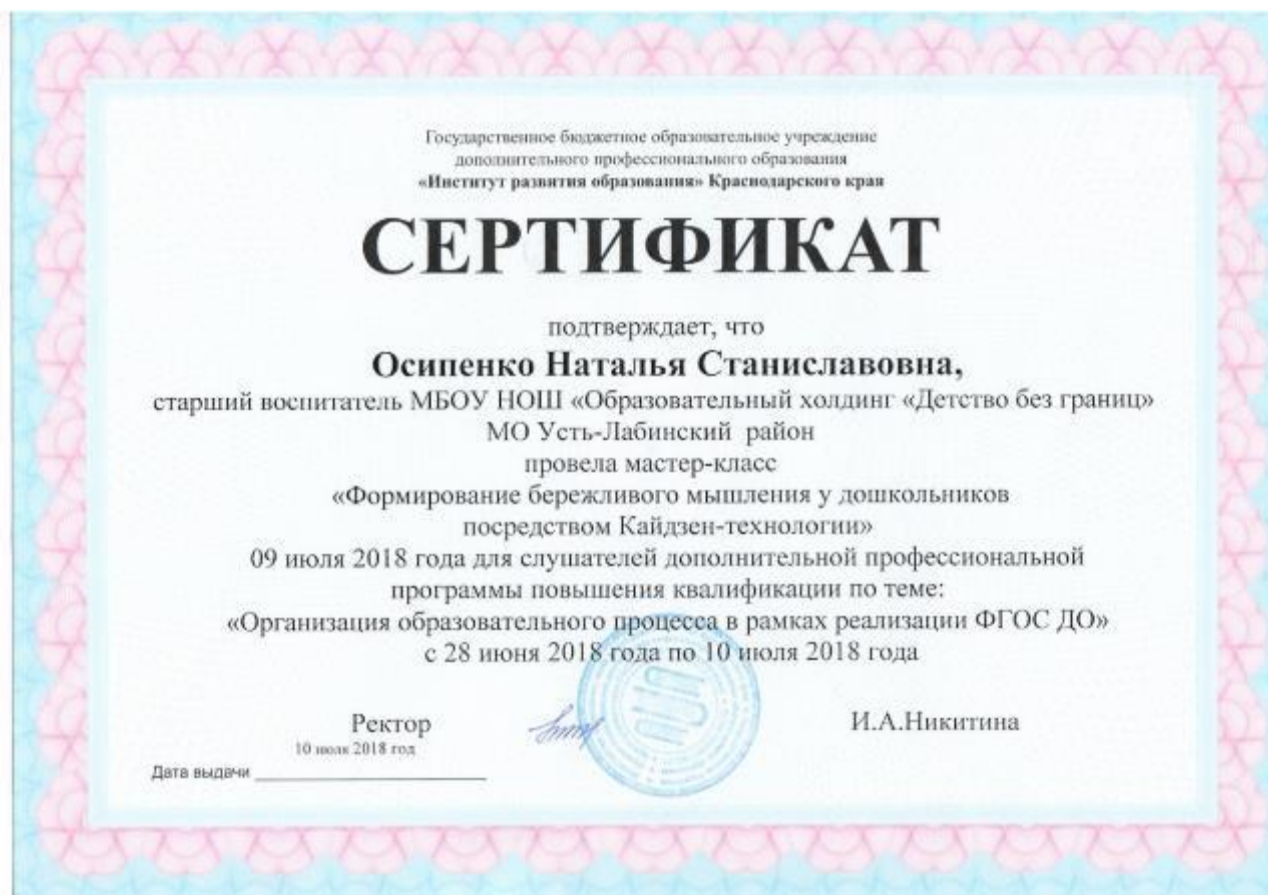 Государственное бюджетное образовательное учреждение
дополнительного профессионального образования
«Институт развития образования» Краснодарского края
СЕРТИФИКАТ
подтверждает, что
Осипенко Наталья Станиславовна,
старший воспитатель МБОУ НОШ «Образовательный холдинг «Детство без границ»
МО Усть-Лабинский район
провела мастер-класс
«Формирование бережливого мышления у дошкольников
посредством Кайдзен-технологии»
09 июля 2018 года для слушателей дополнительной профессиональной
программы повышения квалификации по теме:
«Организация образовательного процесса в рамках реализации ФГОС ДО»
с 28 июня 2018 года по 10 июля 2018 года
Ректор И.А.Никитина
10 июля 2018 год
Дата выдачи